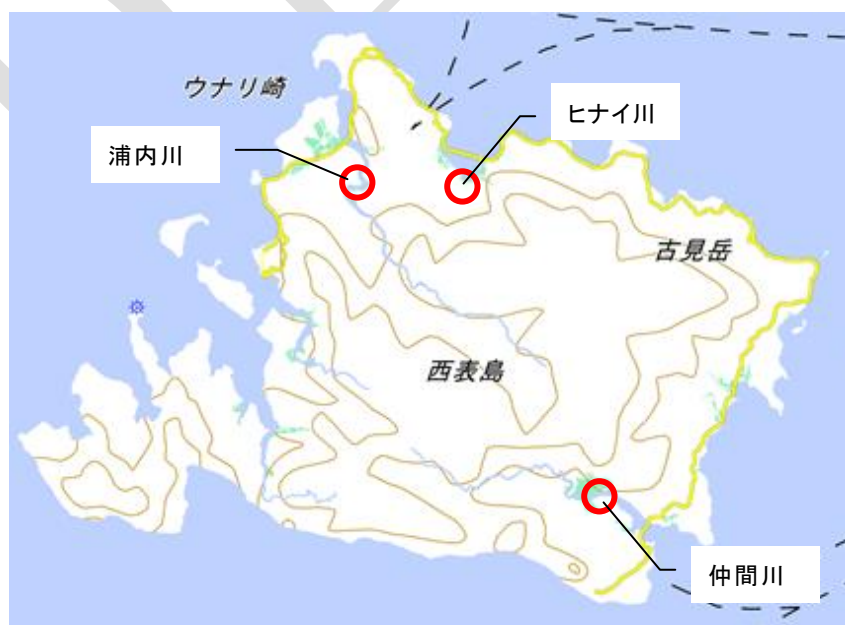 ウナリ崎
ヒナイ川
浦内川
古見岳
西表島
仲間川